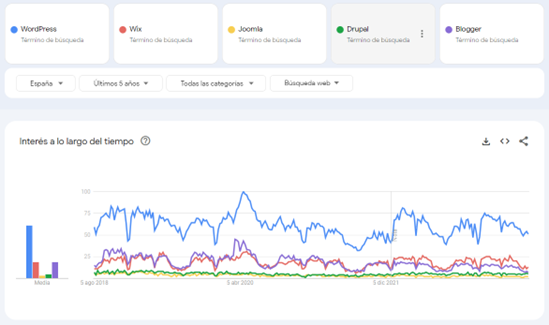 WordPress
Término de búsqueda
Wix
Término de búsqueda
Joomla
Término de búsqueda
Drupal
Término de búsqueda
Blogger
Término de búsqueda
España
Últimos 5 años
Todas las categorías
Búsqueda web
Interés a lo largo del tiempo
100
75
50
25
Media
5 ago 2018
5 abr 2020
5 dic 2021